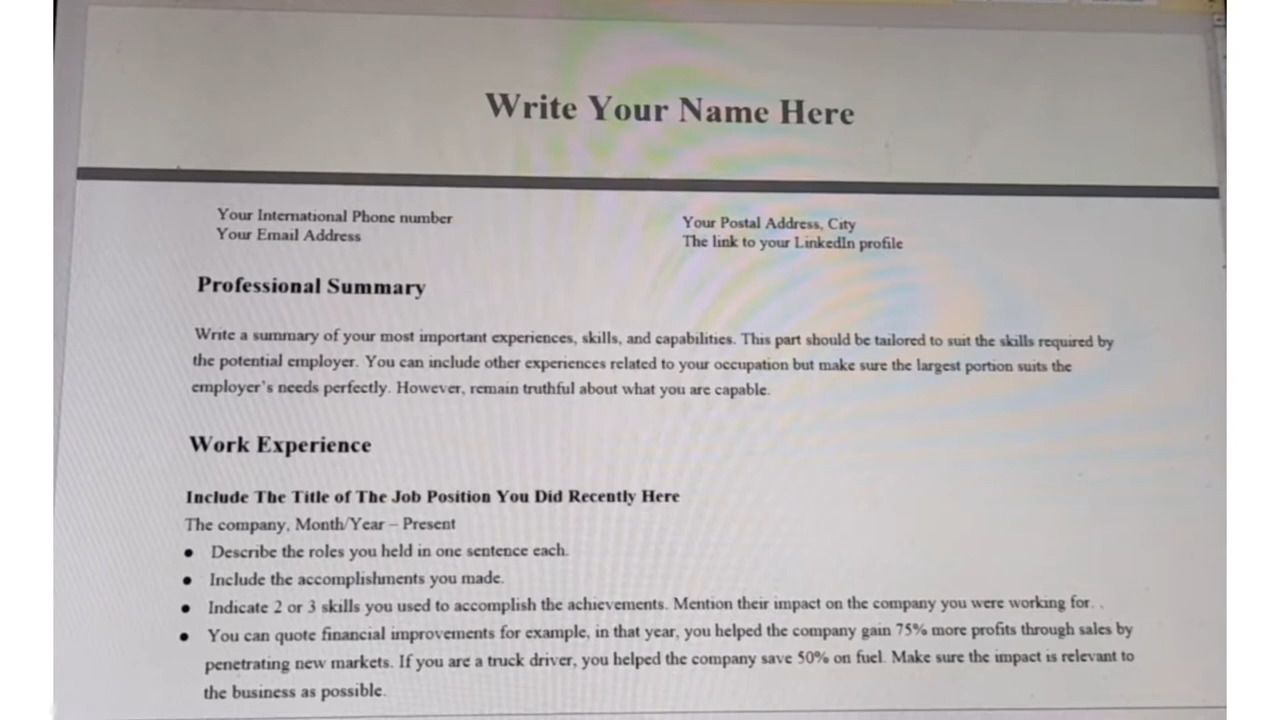 Write Your Name Here
Your International Phone number
Your Email Address
Your Postal Address, City
The link to your LinkedIn profile
Professional Summary
Write a summary of your most important experiences, skills, and capabilities. This part should be tailored to suit the skills required by
the potential employer. You can include other experiences related to your occupation but make sure the largest portion suits the
employer's needs perfectly. However, remain truthful about what you are capable.
Work Experience
Include The Title of The Job Position You Did Recently Here
The company, Month/Year – Present
● Describe the roles you held in one sentence each.
● Include the accomplishments you made.
● Indicate 2 or 3 skills you used to accomplish the achievements. Mention their impact on the company you were working for. .
● You can quote financial improvements for example, in that year, you helped the company gain 75% more profits through sales by
penetrating new markets. If you are a truck driver, you helped the company save 50% on fuel. Make sure the impact is relevant to
the business as possible.